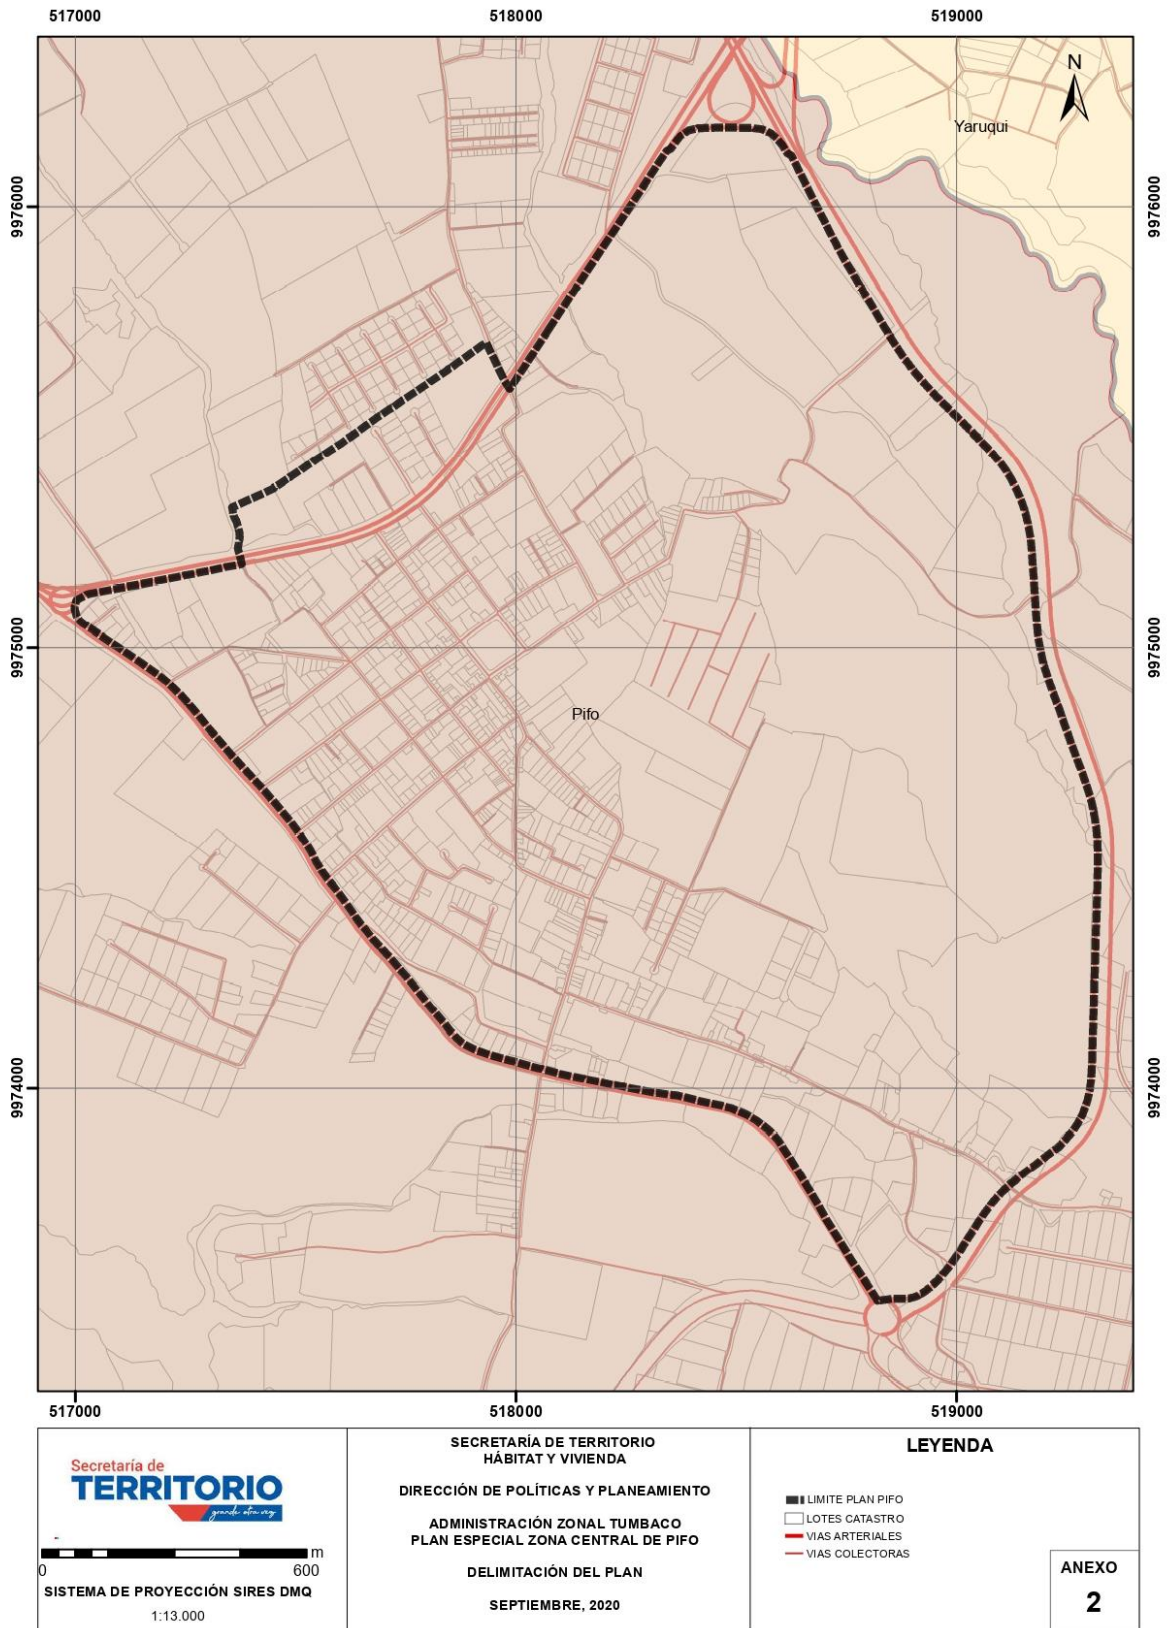 517000
518000
519000
N
Yaruqui
9976000
9976000
9975000
9975000
Pifo
9974000
9974000
517000
518000
519000
Secretaría de
TERRITORIO
grande otra vez
m
0
600
SISTEMA DE PROYECCIÓN SIRES DMQ
1:13.000
SECRETARÍA DE TERRITORIO
HÁBITAT Y VIVIENDA
DIRECCIÓN DE POLÍTICAS Y PLANEAMIENTO
ADMINISTRACIÓN ZONAL TUMBACO
PLAN ESPECIAL ZONA CENTRAL DE PIFO
DELIMITACIÓN DEL PLAN
SEPTIEMBRE, 2020
LEYENDA
LIMITE PLAN PIFO
LOTES CATASTRO
VIAS ARTERIALES
VIAS COLECTORAS
ANEXO
2